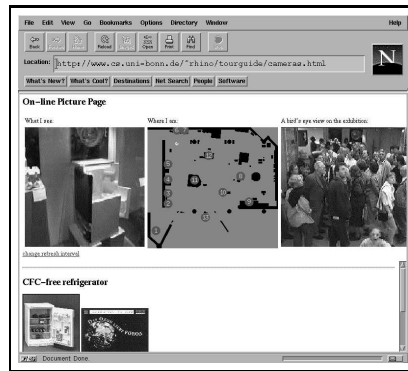 File Edit View Go Bookmarks Options Directory Window Help
Back Reload Open Print Find
Location: http://www.cs.uni-bonn.de/~rhino/tourguide/cameras.html
N
What's New? What's Cool? Destinations Net Search People Software
On-line Picture Page
What I see: Where I am: A bird's eye view on the exhibition:
change refresh interval
CFC-free refrigerator
Document: Done.